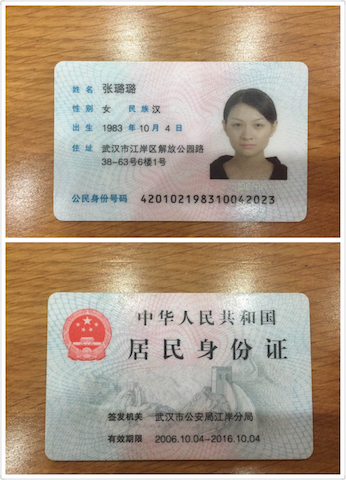 姓名 张璐璐
性别 女 民族 汉
出生 1983 年 10 月 4 日
住址 武汉市江岸区解放公园路
38-63号6楼1号
公民身份号码 420102198310042023
中华人民共和国
居民身份证
签发机关 武汉市公安局江岸分局
有效期限 2006.10.04-2016.10.04